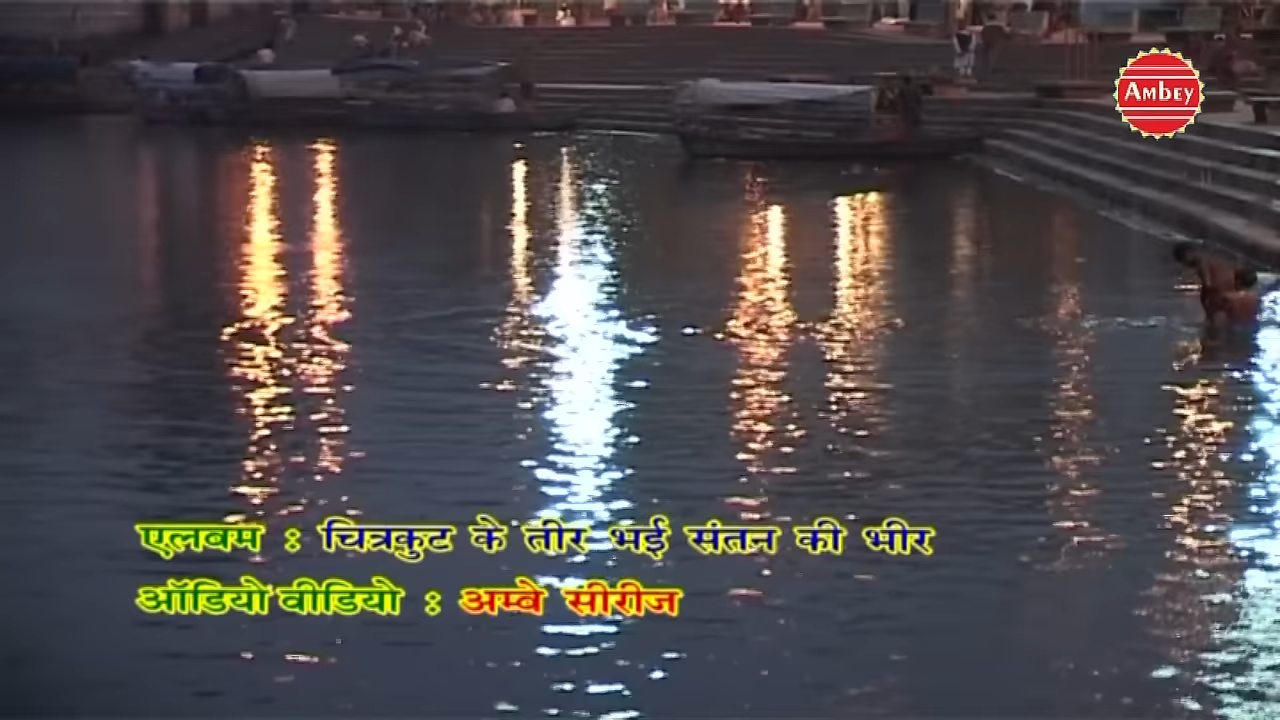 AMBEY
एलबम : चित्रकुट के तीर भई संतन की भीर
ऑडियो वीडियो : अम्बे सीरीज